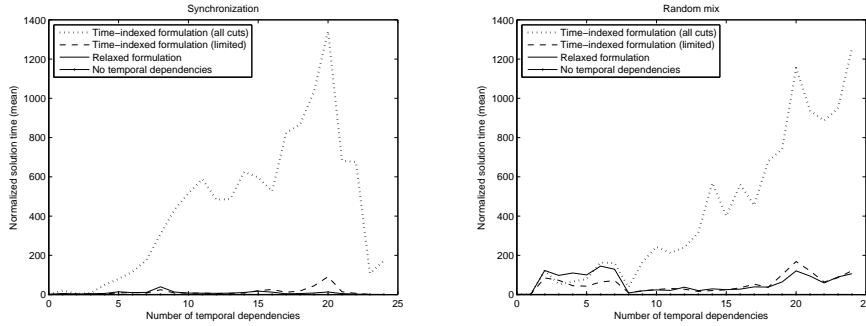 Synchronization
1400
1200
1000
800
600
400
200
0
Normalized solution time (mean)
Time-indexed formulation (all cuts)
Time-indexed formulation (limited)
Relaxed formulation
No temporal dependencies
0 5 10 15 20 25
Number of temporal dependencies
Random mix
1400
1200
1000
800
600
400
200
0
Normalized solution time (mean)
Time-indexed formulation (all cuts)
Time-indexed formulation (limited)
Relaxed formulation
No temporal dependencies
0 5 10 15 20 25
Number of temporal dependencies